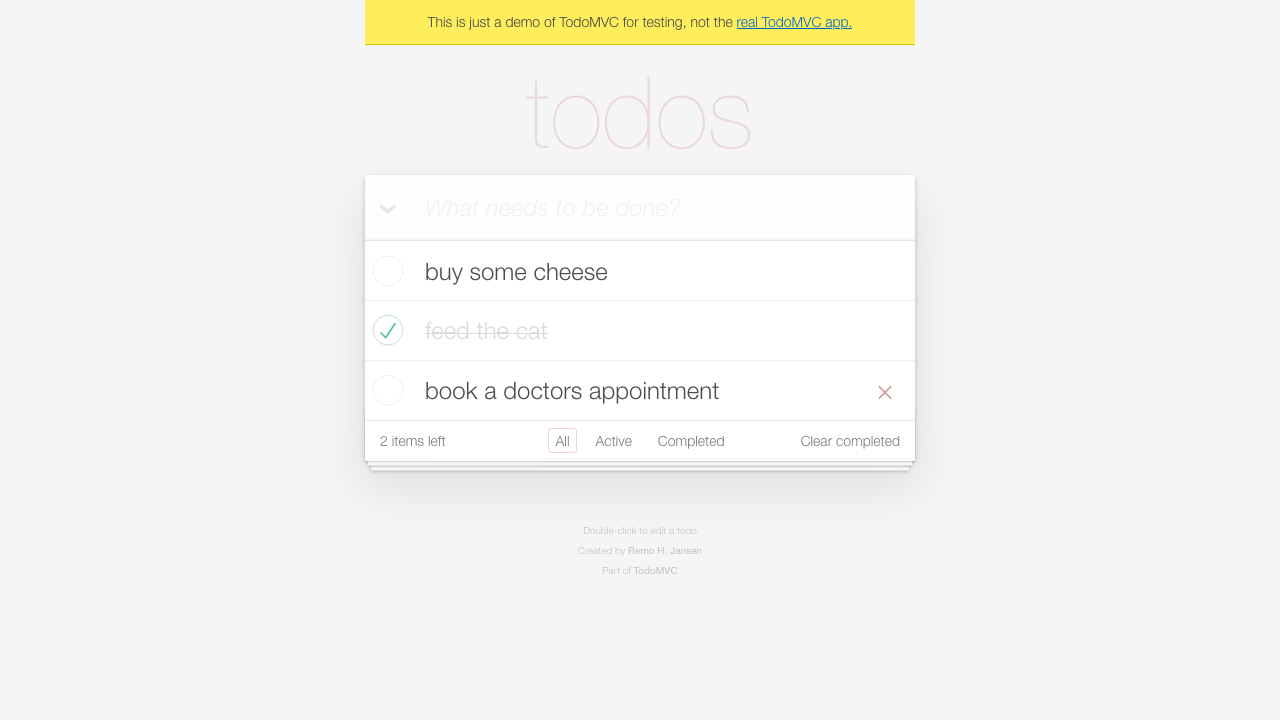 This is just a demo of TodoMVC for testing, not the real TodoMVC app.
todos
What needs to be done?
buy some cheese
feed the cat
book a doctors appointment
2 items left
All
Active
Completed
Clear completed
Double-click to edit a todo
Created by Remo H. Jansen
Part of TodoMVC